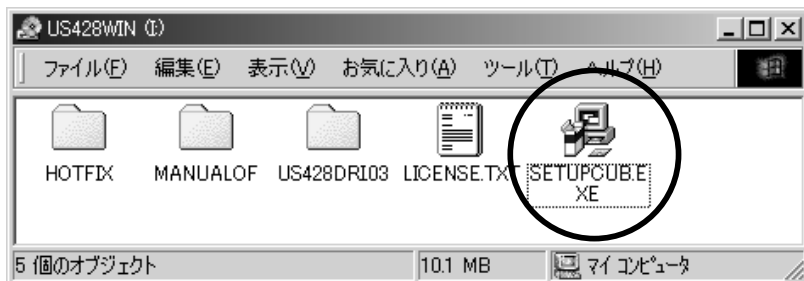 US428WIN (I:)
ファイル(F) 編集(E) 表示(V) お気に入り(A) ツール(T) ヘルプ(H)
HOTFIX MANUALOF US428DRI03 LICENSE.TXT SETUPCUB.E
XE
5 個のオブジェクト 10.1 MB マイ コンピュータ